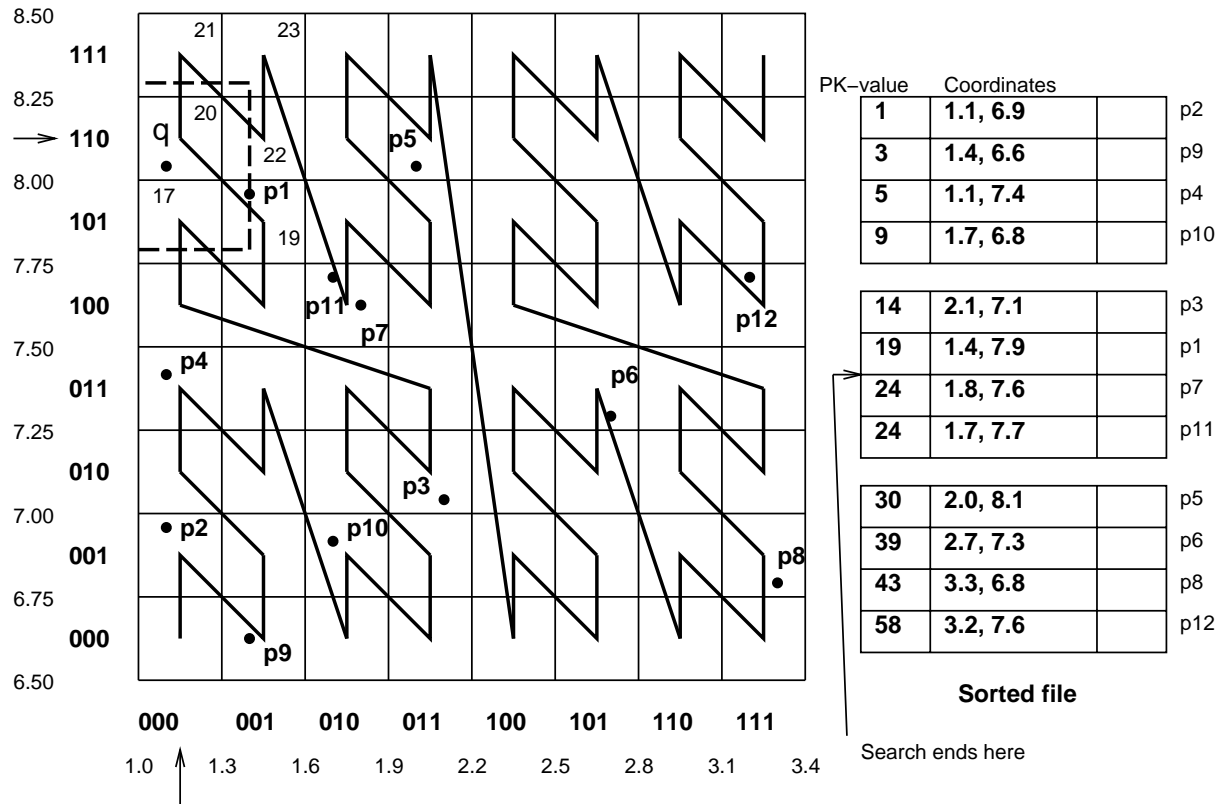 8.50
21 23
111
8.25
PK-value Coordinates
20
1 1.1, 6.9 p2
110 q p5
22
3 1.4, 6.6 p9
8.00
17 p1
5 1.1, 7.4 p4
101
19
9 1.7, 6.8 p10
7.75
100 p11 p12
p7
14 2.1, 7.1 p3
7.50
19 1.4, 7.9 p1
p4 p6
011
24 1.8, 7.6 p7
7.25
24 1.7, 7.7 p11
010
p3
30 2.0, 8.1 p5
7.00
p2 p10
39 2.7, 7.3 p6
001 p8
43 3.3, 6.8 p8
6.75
58 3.2, 7.6 p12
000
p9
6.50
Sorted file
000 001 010 011 100 101 110 111
Search ends here
1.0 1.3 1.6 1.9 2.2 2.5 2.8 3.1 3.4